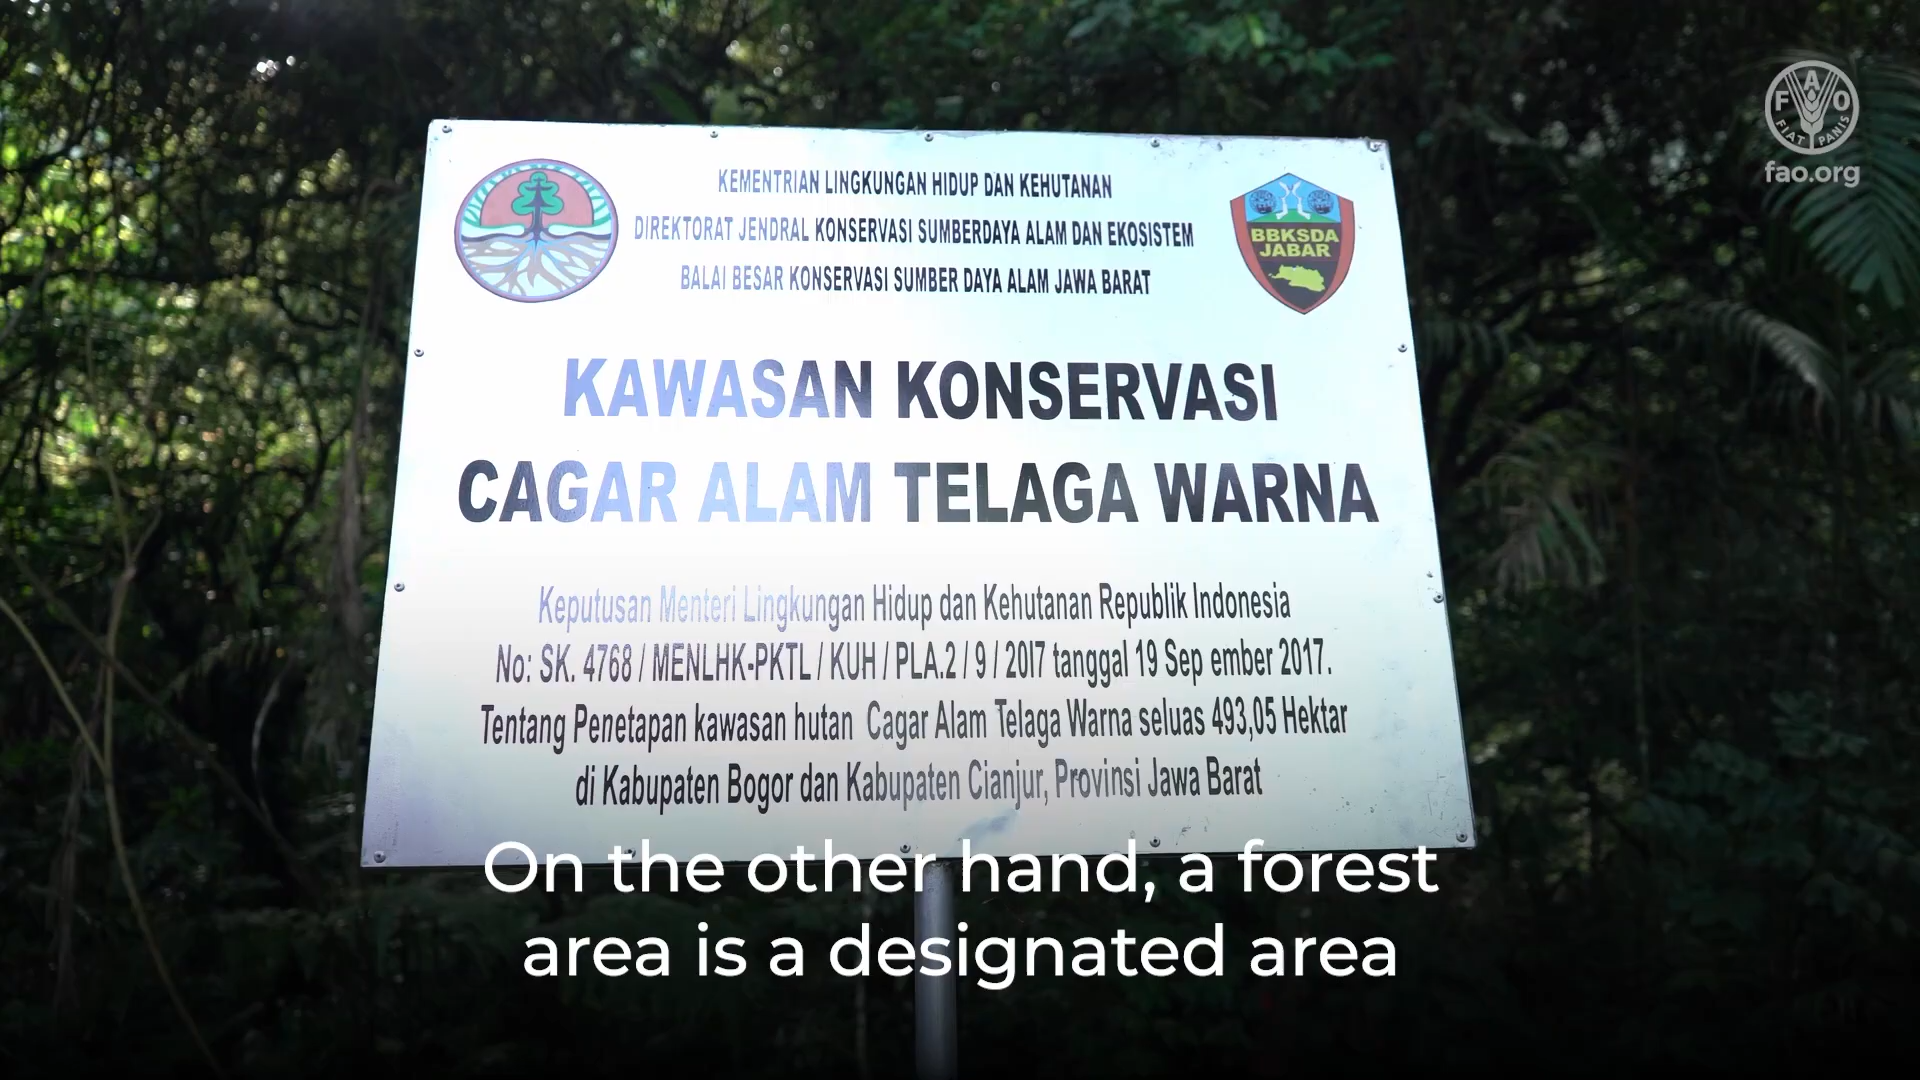 F A O
FIAT PANIS
fao.org
KEMENTRIAN LINGKUNGAN HIDUP DAN KEHUTANAN
DIREKTORAT JENDRAL KONSERVASI SUMBERDAYA ALAM DAN EKOSISTEM
BALAI BESAR KONSERVASI SUMBER DAYA ALAM JAWA BARAT
BBKSDA
JABAR
KAWASAN KONSERVASI
CAGAR ALAM TELAGA WARNA
Keputusan Menteri Lingkungan Hidup dan Kehutanan Republik Indonesia
No: SK. 4768 / MENLHK-PKTL / KUH / PLA.2 / 9 / 20I7 tanggal 19 Sep ember 2017.
Tentang Penetapan kawasan hutan Cagar Alam Telaga Warna seluas 493,05 Hektar
di Kabupaten Bogor dan Kabupaten Cianjur, Provinsi Jawa Barat
On the other hand, a forest
area is a designated area